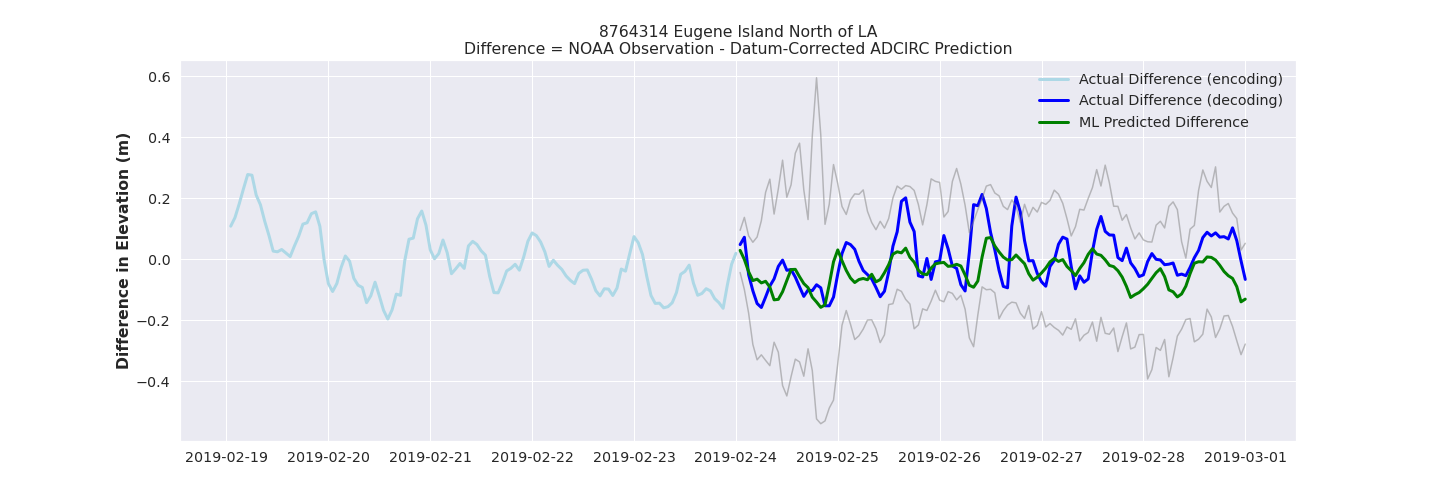 8764314 Eugene Island North of LA
Difference = NOAA Observation - Datum-Corrected ADCIRC Prediction
Difference in Elevation (m)
0.6
0.4
0.2
0.0
−0.2
−0.4
Actual Difference (encoding)
Actual Difference (decoding)
ML Predicted Difference
2019-02-19 2019-02-20 2019-02-21 2019-02-22 2019-02-23 2019-02-24 2019-02-25 2019-02-26 2019-02-27 2019-02-28 2019-03-01